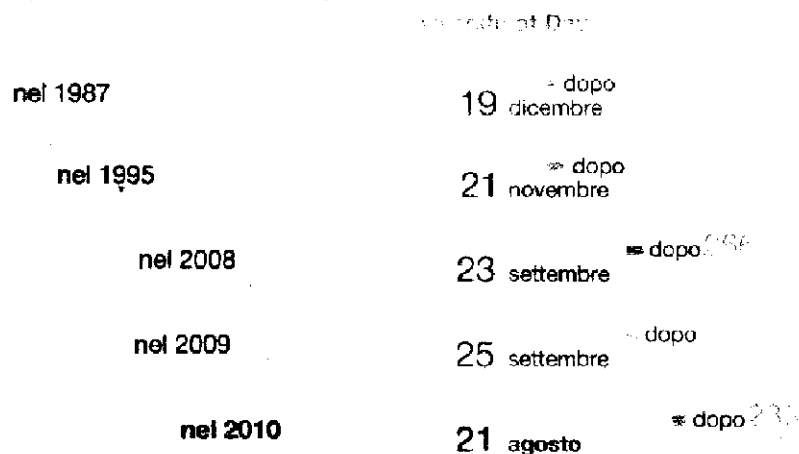 nel 1987
19 dicembre
dopo
nel 1995
21 novembre
dopo
nel 2008
23 settembre
dopo
nel 2009
25 settembre
dopo
nel 2010
21 agosto
dopo